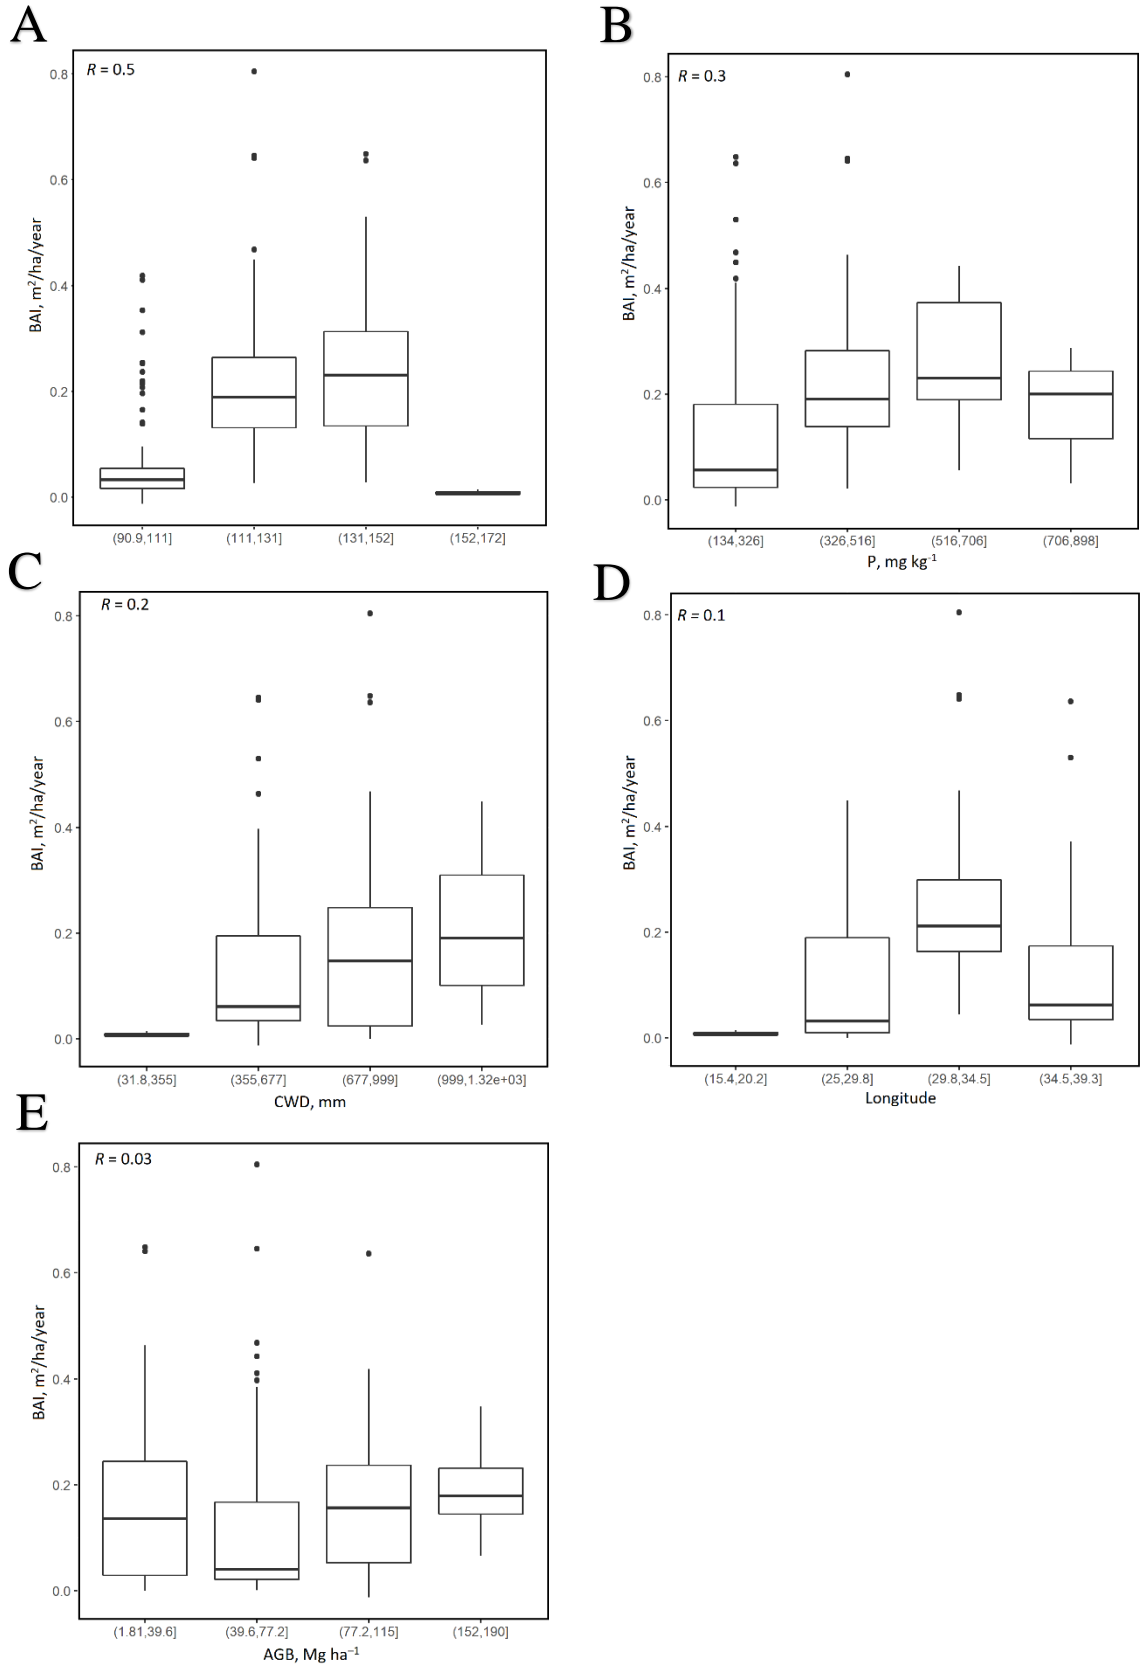 A
R = 0.5
BAI, m²/ha/year
0.8
0.6
0.4
0.2
0.0
(90.9,111] (111,131] (131,152] (152,172]
B
R = 0.3
BAI, m²/ha/year
0.8
0.6
0.4
0.2
0.0
(134,326] (326,516] (516,706] (706,898]
P, mg kg⁻¹
C
R = 0.2
BAI, m²/ha/year
0.8
0.6
0.4
0.2
0.0
(31.8,355] (355,677] (677,999] (999,1.32e+03]
CWD, mm
D
R = 0.1
BAI, m²/ha/year
0.8
0.6
0.4
0.2
0.0
(15.4,20.2] (25,29.8] (29.8,34.5] (34.5,39.3]
Longitude
E
R = 0.03
BAI, m²/ha/year
0.8
0.6
0.4
0.2
0.0
(1.81,39.6] (39.6,77.2] (77.2,115] (152,190]
AGB, Mg ha⁻¹